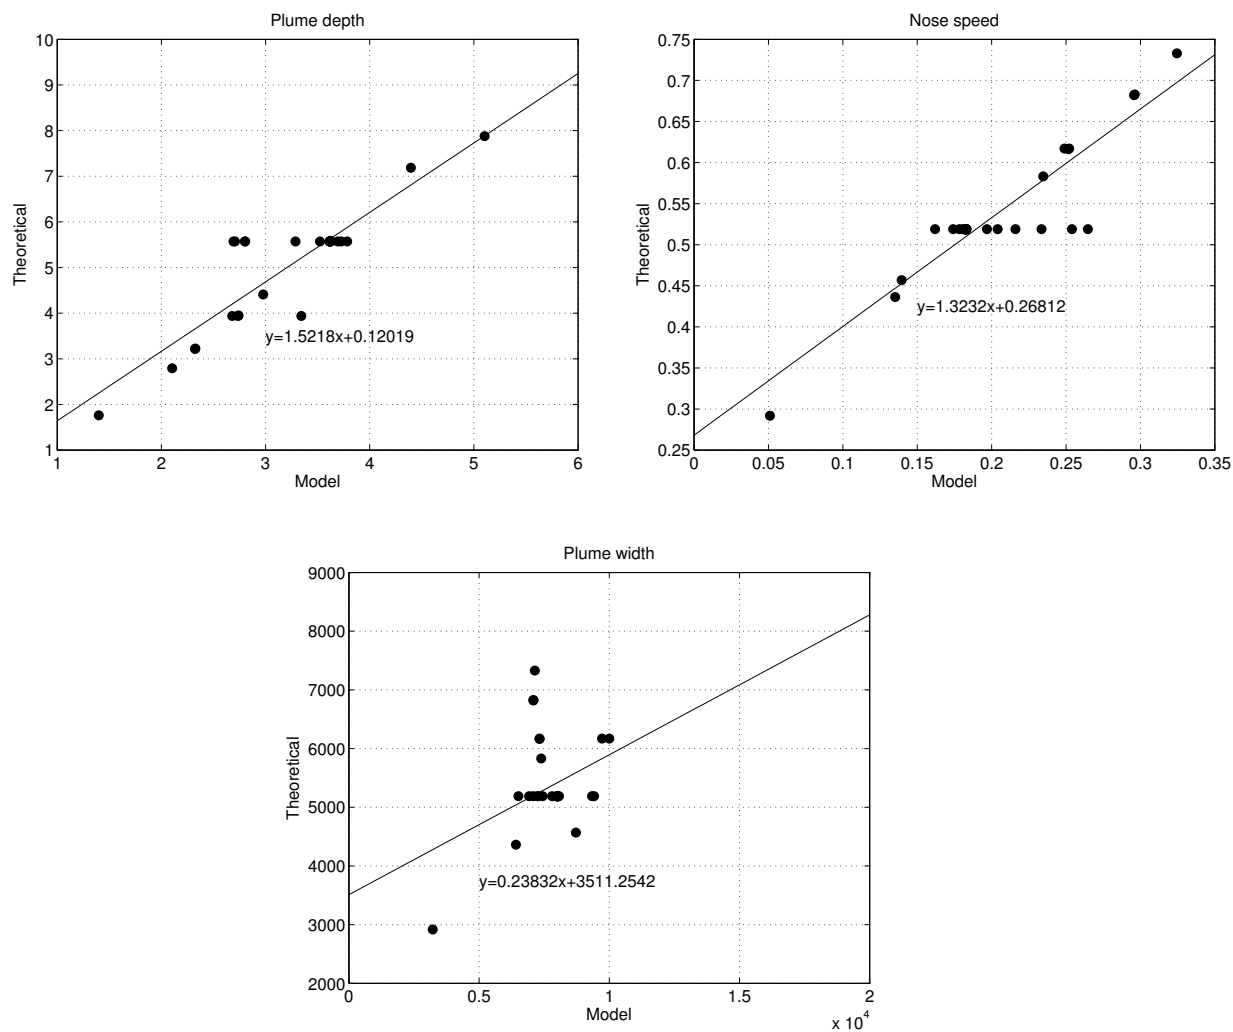 Plume depth
10
9
8
7
6
5
4
3
2
1
Theoretical
y=1.5218x+0.12019
1 2 3 4 5 6
Model
Nose speed
0.75
0.7
0.65
0.6
0.55
0.5
0.45
0.4
0.35
0.3
0.25
Theoretical
y=1.3232x+0.26812
0 0.05 0.1 0.15 0.2 0.25 0.3 0.35
Model
Plume width
9000
8000
7000
6000
5000
4000
3000
2000
Theoretical
y=0.23832x+3511.2542
0 0.5 1 1.5 2
Model
x 10^4